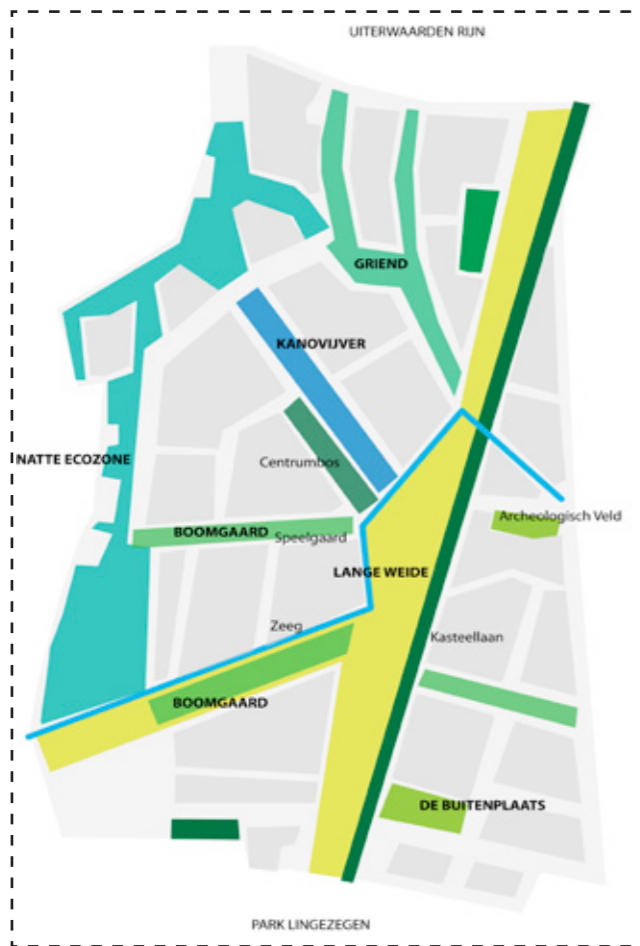 UITERWAARDEN RIJN
GRIEND
KANOVIJVER
NATTE ECOZONE
Centrumbos
Archeologisch Veld
BOOMGAARD
Speelgaard
LANGE WEIDE
Zeeg
Kasteellaan
BOOMGAARD
DE BUITENPLAATS
PARK LINGEZEGEN